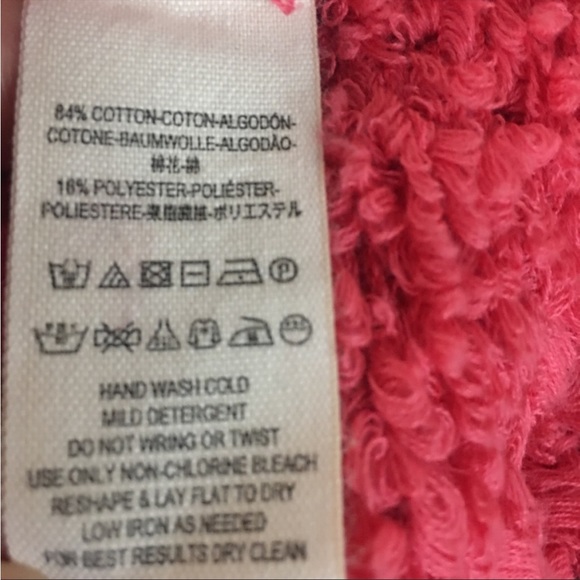 84% COTTON-COTON-ALGODÓN-
COTONE-BAUMWOLLE-ALGODÃO-
棉花-綿
16% POLYESTER-POLIÉSTER-
POLIESTERE-聚脂纖維-ポリエステル
P
HAND WASH COLD
MILD DETERGENT
DO NOT WRING OR TWIST
USE ONLY NON-CHLORINE BLEACH
RESHAPE & LAY FLAT TO DRY
LOW IRON AS NEEDED
FOR BEST RESULTS DRY CLEAN